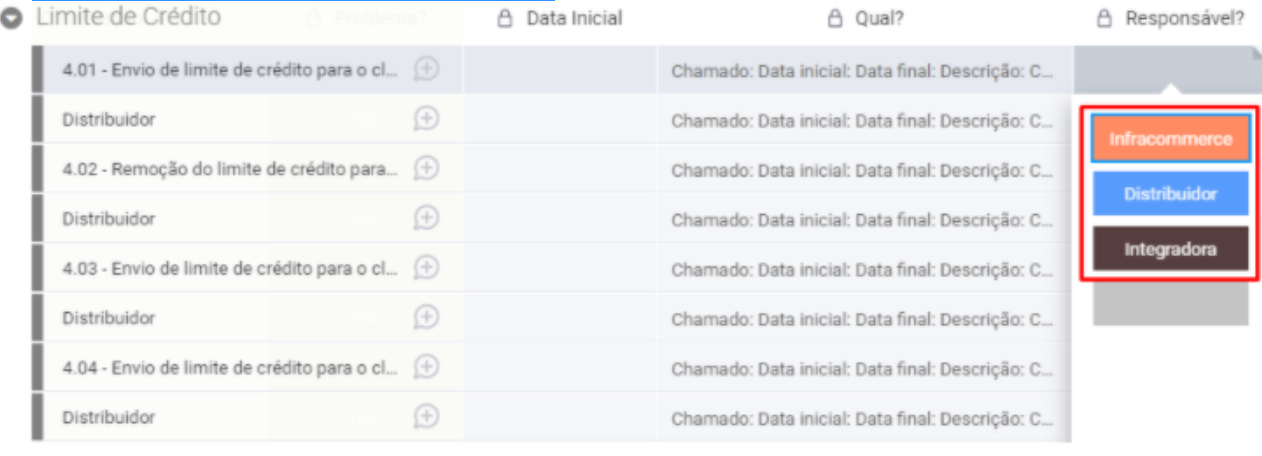 Limite de Crédito Problema? Data Inicial Qual? Responsável?
4.01 - Envio de limite de crédito para o cl... Chamado: Data inicial: Data final: Descrição: C...
Distribuidor Chamado: Data inicial: Data final: Descrição: C...
Infracommerce
4.02 - Remoção do limite de crédito para... Chamado: Data inicial: Data final: Descrição: C...
Distribuidor
Distribuidor Chamado: Data inicial: Data final: Descrição: C...
Integradora
4.03 - Envio de limite de crédito para o cl... Chamado: Data inicial: Data final: Descrição: C...
Distribuidor Chamado: Data inicial: Data final: Descrição: C...
4.04 - Envio de limite de crédito para o cl... Chamado: Data inicial: Data final: Descrição: C...
Distribuidor Chamado: Data inicial: Data final: Descrição: C...